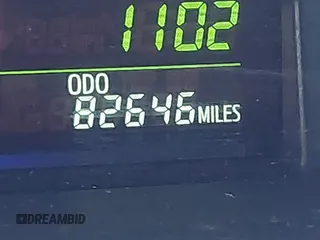 1102
ODO
82646 MILES
DREAMBID